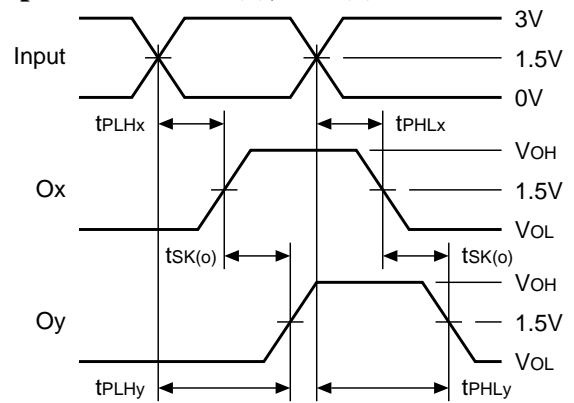 3V
Input
1.5V
0V
tPLHx
tPHLx
VOH
Ox
1.5V
VOL
tSK(o)
tSK(o)
VOH
Oy
1.5V
VOL
tPLHy
tPHLy